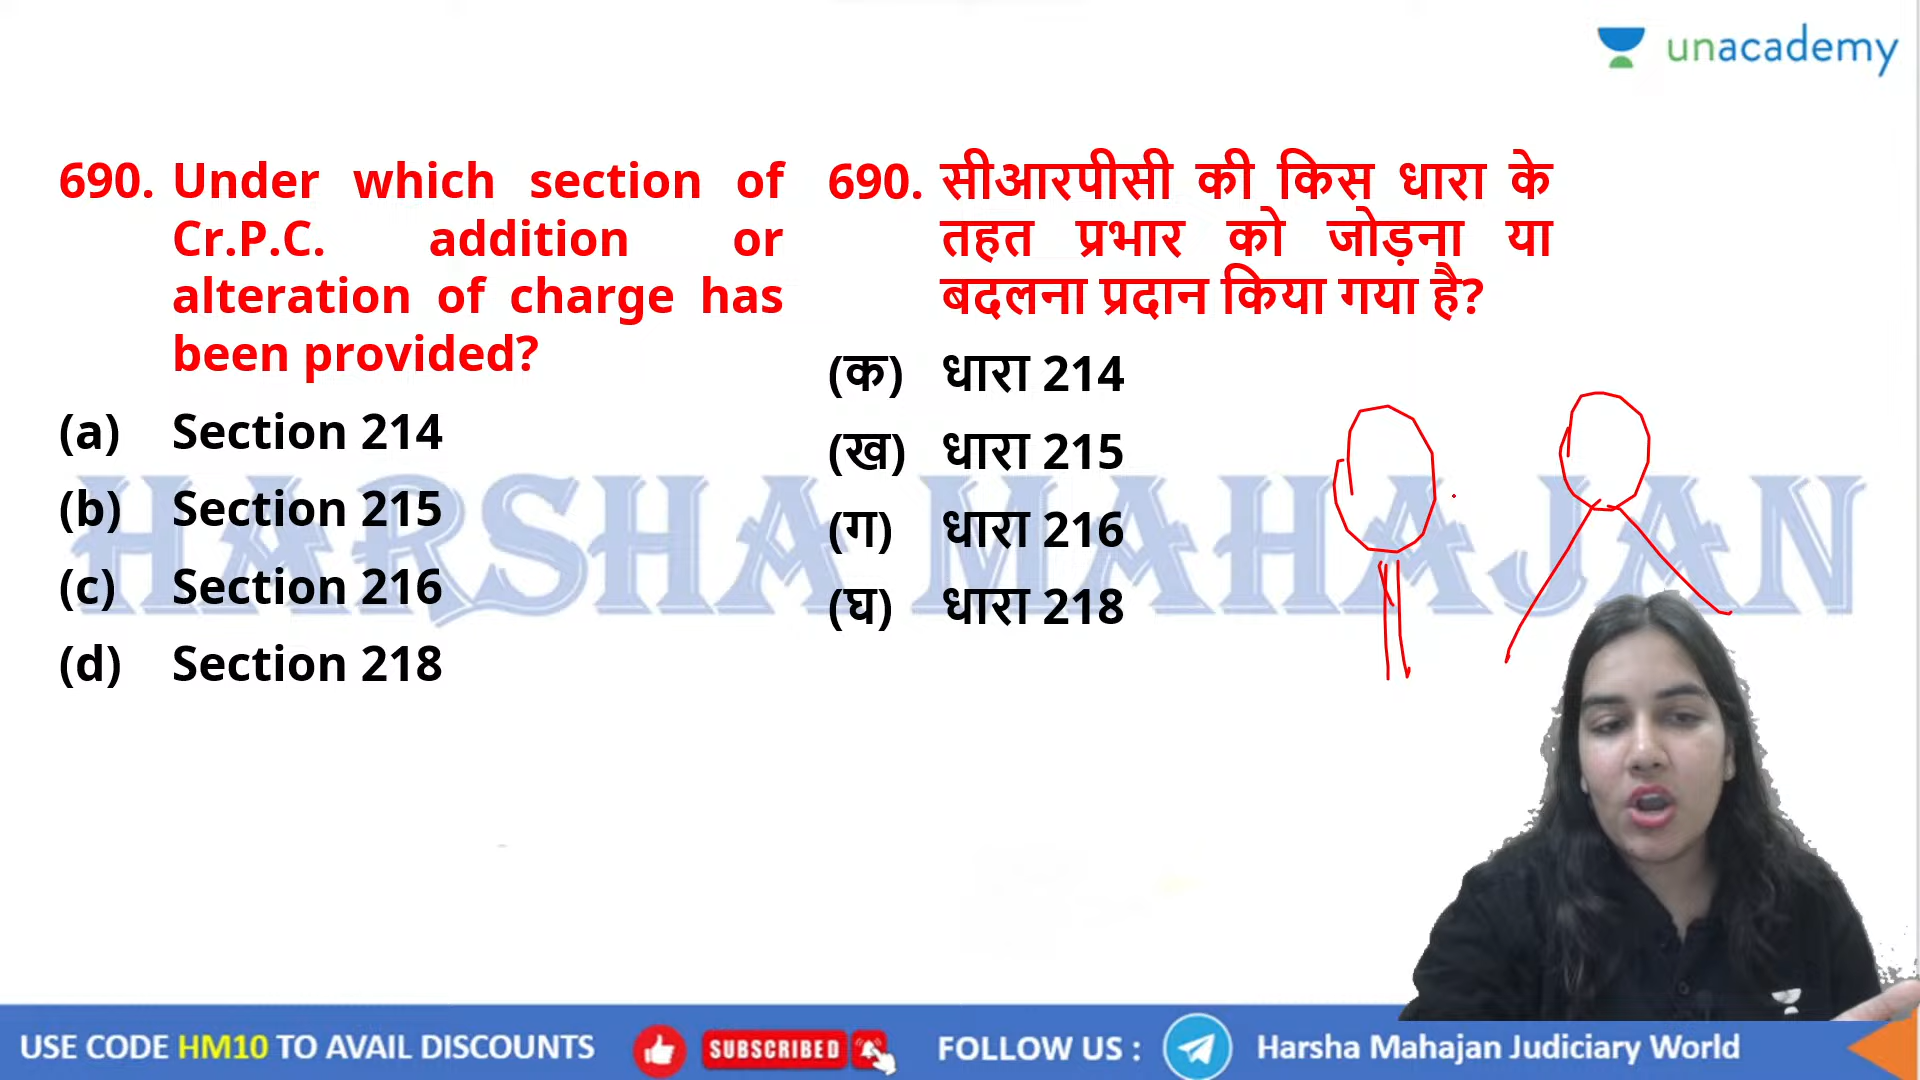 unacademy
690. Under which section of
Cr.P.C. addition or
alteration of charge has
been provided?
(a) Section 214
(b) Section 215
(c) Section 216
(d) Section 218
690. सीआरपीसी की किस धारा के
तहत प्रभार को जोड़ना या
बदलना प्रदान किया गया है?
(क) धारा 214
(ख) धारा 215
(ग) धारा 216
(घ) धारा 218
HARSHA MAHAJAN
USE CODE HM10 TO AVAIL DISCOUNTS
SUBSCRIBED
FOLLOW US :
Harsha Mahajan Judiciary World